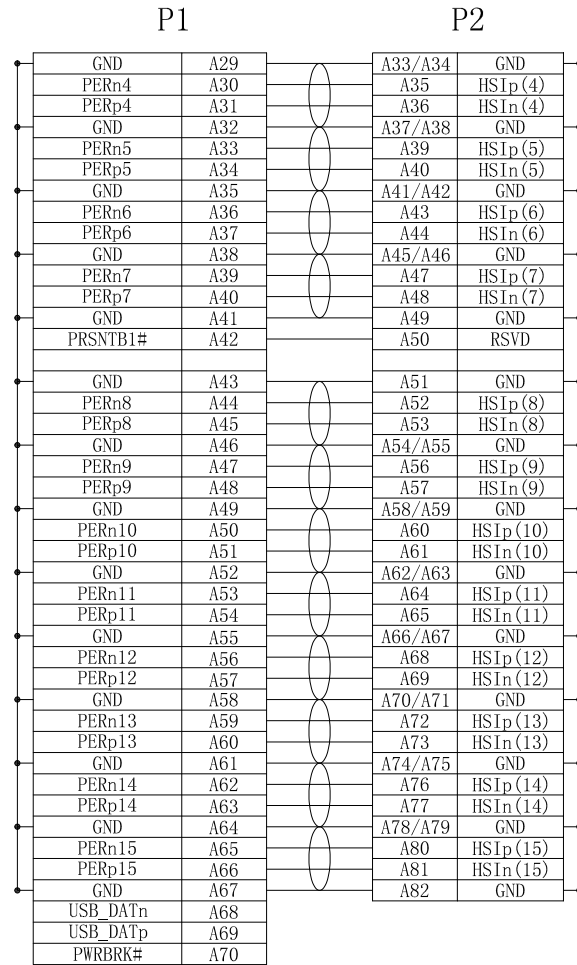 P1 P2
GND A29 A33/A34 GND
PERn4 A30 A35 HSIp(4)
PERp4 A31 A36 HSIn(4)
GND A32 A37/A38 GND
PERn5 A33 A39 HSIp(5)
PERp5 A34 A40 HSIn(5)
GND A35 A41/A42 GND
PERn6 A36 A43 HSIp(6)
PERp6 A37 A44 HSIn(6)
GND A38 A45/A46 GND
PERn7 A39 A47 HSIp(7)
PERp7 A40 A48 HSIn(7)
GND A41 A49 GND
PRSNTB1# A42 A50 RSVD
GND A43 A51 GND
PERn8 A44 A52 HSIp(8)
PERp8 A45 A53 HSIn(8)
GND A46 A54/A55 GND
PERn9 A47 A56 HSIp(9)
PERp9 A48 A57 HSIn(9)
GND A49 A58/A59 GND
PERn10 A50 A60 HSIp(10)
PERp10 A51 A61 HSIn(10)
GND A52 A62/A63 GND
PERn11 A53 A64 HSIp(11)
PERp11 A54 A65 HSIn(11)
GND A55 A66/A67 GND
PERn12 A56 A68 HSIp(12)
PERp12 A57 A69 HSIn(12)
GND A58 A70/A71 GND
PERn13 A59 A72 HSIp(13)
PERp13 A60 A73 HSIn(13)
GND A61 A74/A75 GND
PERn14 A62 A76 HSIp(14)
PERp14 A63 A77 HSIn(14)
GND A64 A78/A79 GND
PERn15 A65 A80 HSIp(15)
PERp15 A66 A81 HSIn(15)
GND A67 A82 GND
USB_DATn A68
USB_DATp A69
PWRBRK# A70